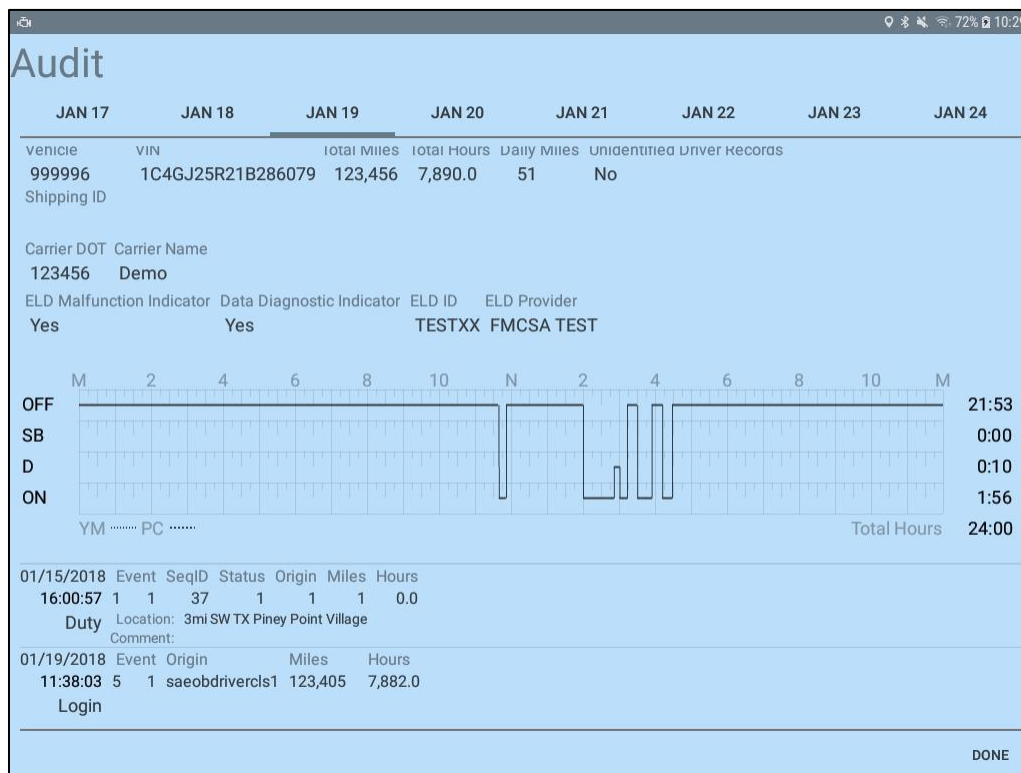 72% 10:29
Audit
JAN 17 JAN 18 JAN 19 JAN 20 JAN 21 JAN 22 JAN 23 JAN 24
Vehicle VIN Total Miles Total Hours Daily Miles Unidentified Driver Records
999996 1C4GJ25R21B286079 123,456 7,890.0 51 No
Shipping ID
Carrier DOT Carrier Name
123456 Demo
ELD Malfunction Indicator Data Diagnostic Indicator ELD ID ELD Provider
Yes Yes TESTXX FMCSA TEST
M 2 4 6 8 10 N 2 4 6 8 10 M
OFF 21:53
SB 0:00
D 0:10
ON 1:56
YM PC Total Hours 24:00
01/15/2018 Event SeqID Status Origin Miles Hours
16:00:57 1 1 37 1 1 1 0.0
Duty Location: 3mi SW TX Piney Point Village
Comment:
01/19/2018 Event Origin Miles Hours
11:38:03 5 1 saeobdrivercls1 123,405 7,882.0
Login
DONE